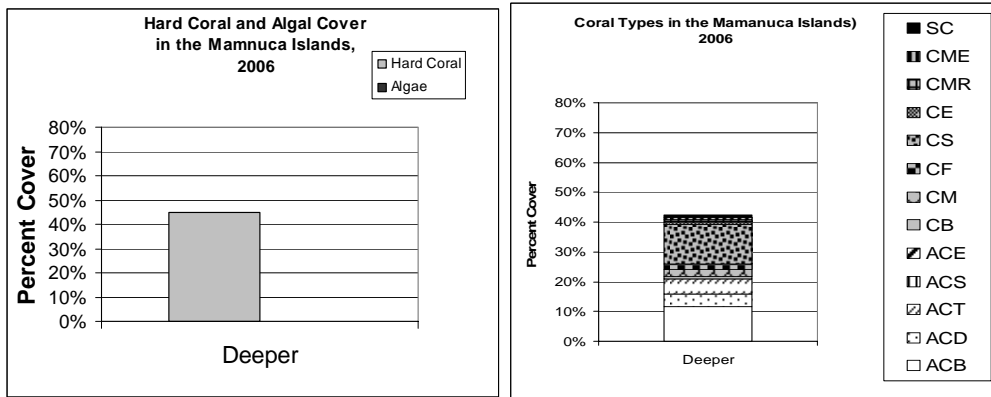 Hard Coral and Algal Cover
in the Mamnuca Islands,
2006
Hard Coral
Algae
Percent Cover
80%
70%
60%
50%
40%
30%
20%
10%
0%
Deeper
Coral Types in the Mamanuca Islands)
2006
Percent Cover
80%
70%
60%
50%
40%
30%
20%
10%
0%
Deeper
SC
CME
CMR
CE
CS
CF
CM
CB
ACE
ACS
ACT
ACD
ACB